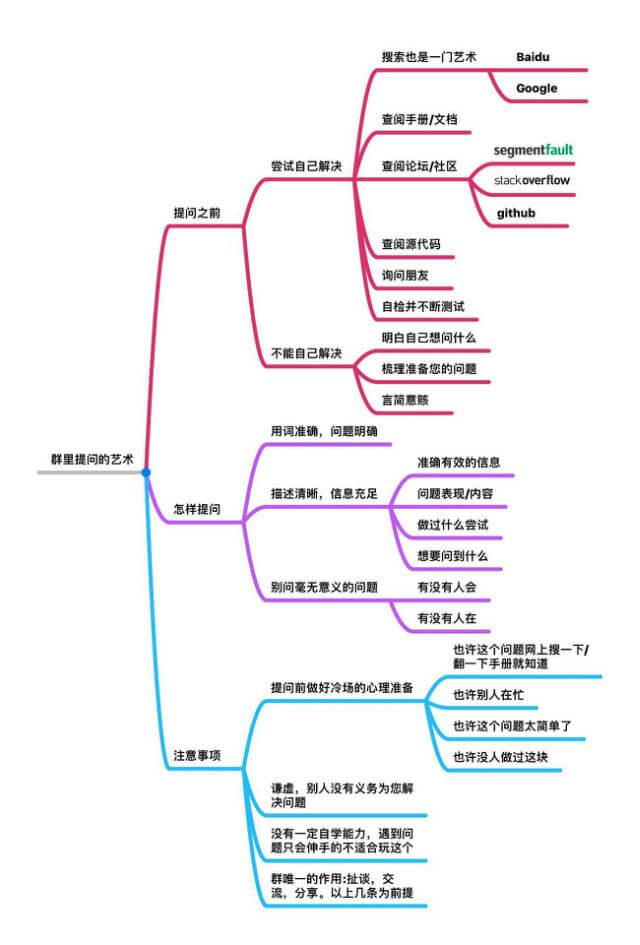 搜索也是一门艺术
Baidu
Google
查阅手册/文档
尝试自己解决
查阅论坛/社区
segmentfault
stackoverflow
github
提问之前
查阅源代码
询问朋友
自检并不断测试
不能自己解决
明白自己想问什么
梳理准备您的问题
言简意赅
群里提问的艺术
用词准确，问题明确
怎样提问
描述清晰，信息充足
准确有效的信息
问题表现/内容
做过什么尝试
想要问到什么
别问毫无意义的问题
有没有人会
有没有人在
注意事项
提问前做好冷场的心理准备
也许这个问题网上搜一下/
翻一下手册就知道
也许别人在忙
也许这个问题太简单了
也许没人做过这块
谦虚，别人没有义务为您解
决问题
没有一定自学能力，遇到问
题只会伸手的不适合玩这个
群唯一的作用:扯谈，交
流，分享。以上几条为前提